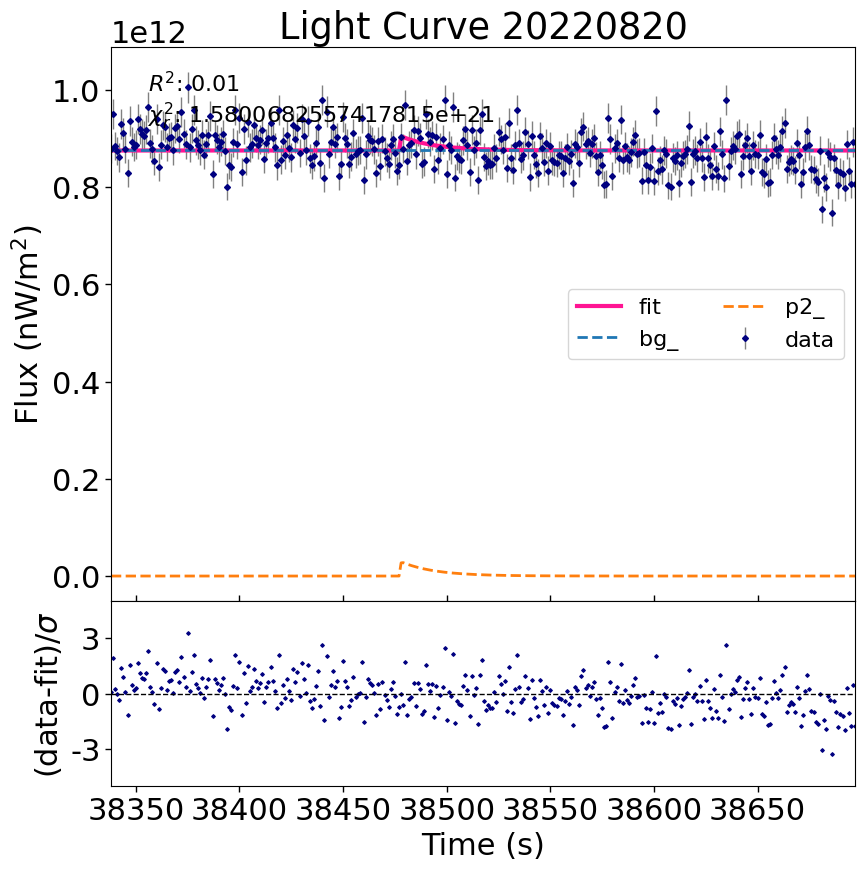 Light Curve 20220820
1e12
R²: 0.01
χ²: 1.5800682557417815e+21
1.0
0.8
0.6
0.4
0.2
0.0
Flux (nW/m²)
fit
bg_
p2_
data
3
0
-3
(data-fit)/σ
38350 38400 38450 38500 38550 38600 38650
Time (s)